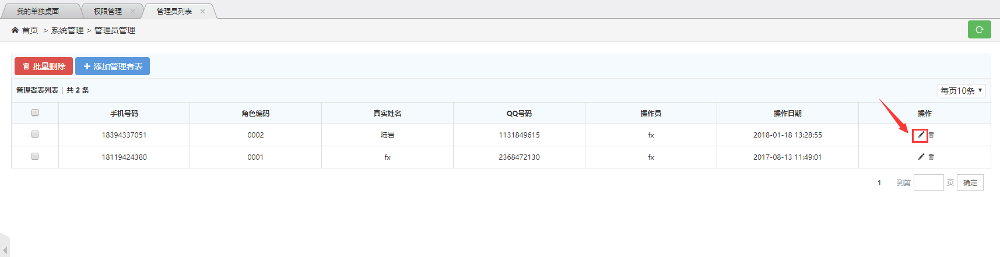 我的单独桌面 权限管理 管理员列表
首页 > 系统管理 > 管理员管理
批量删除 添加管理者表
管理者表列表 | 共 2 条 每页10条
手机号码 角色编码 真实姓名 QQ号码 操作员 操作日期 操作
18394337051 0002 陆岩 1131849615 fx 2018-01-18 13:28:55
18119424380 0001 fx 2368472130 fx 2017-08-13 11:49:01
1 到第 页 确定